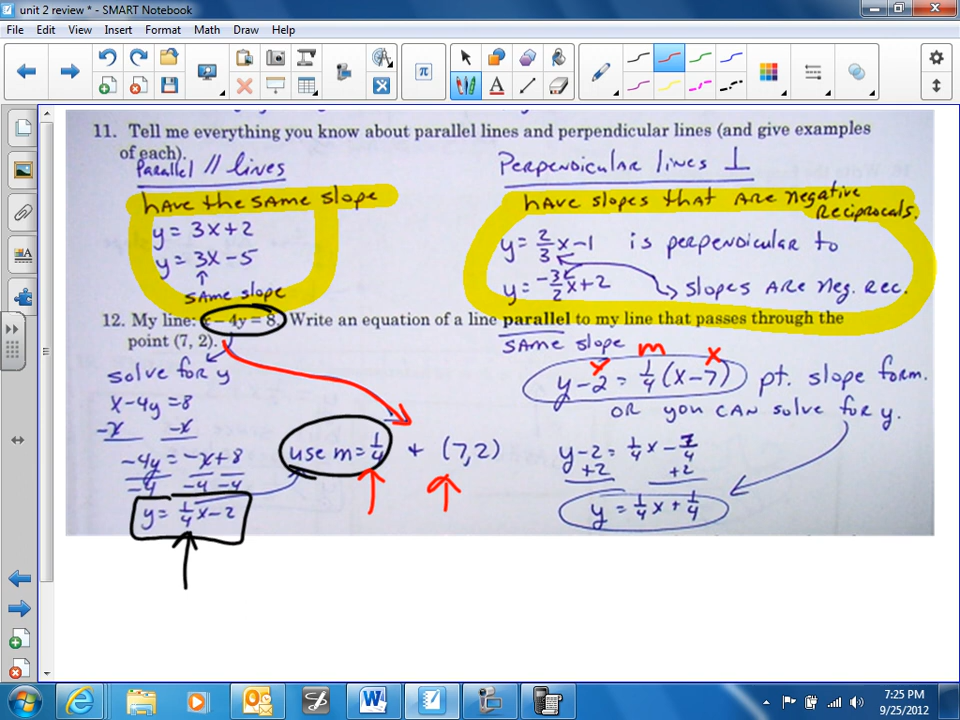 unit 2 review * - SMART Notebook
File Edit View Insert Format Math Draw Help
11. Tell me everything you know about parallel lines and perpendicular lines (and give examples
of each).
Parallel // lines
HAVE THE SAME SLOPE
y = 3x+2
y = 3x-5
↑
SAME SLOPE
PERPENDICULAR LINES ⊥
HAVE SLOPES THAT ARE NEGATIVE
RECIPROCALS.
y = 2/3 x-1 is perpendicular to
y = -3/2 x+2 SLOPES ARE NEG. REC.
12. My line: x - 4y = 8. Write an equation of a line parallel to my line that passes through the
point (7, 2).
SAME SLOPE
solve for y
x-4y=8
-x -x
-4y = -x+8
-4 -4 -4
y = 1/4 x-2
use m = 1/4 + (7,2)
y m x
y-2 = 1/4 (x-7) pt. slope form.
OR you CAN solve for y.
y-2 = 1/4 x - 7/4
+2 +2
y = 1/4 x + 1/4
7:25 PM
9/25/2012